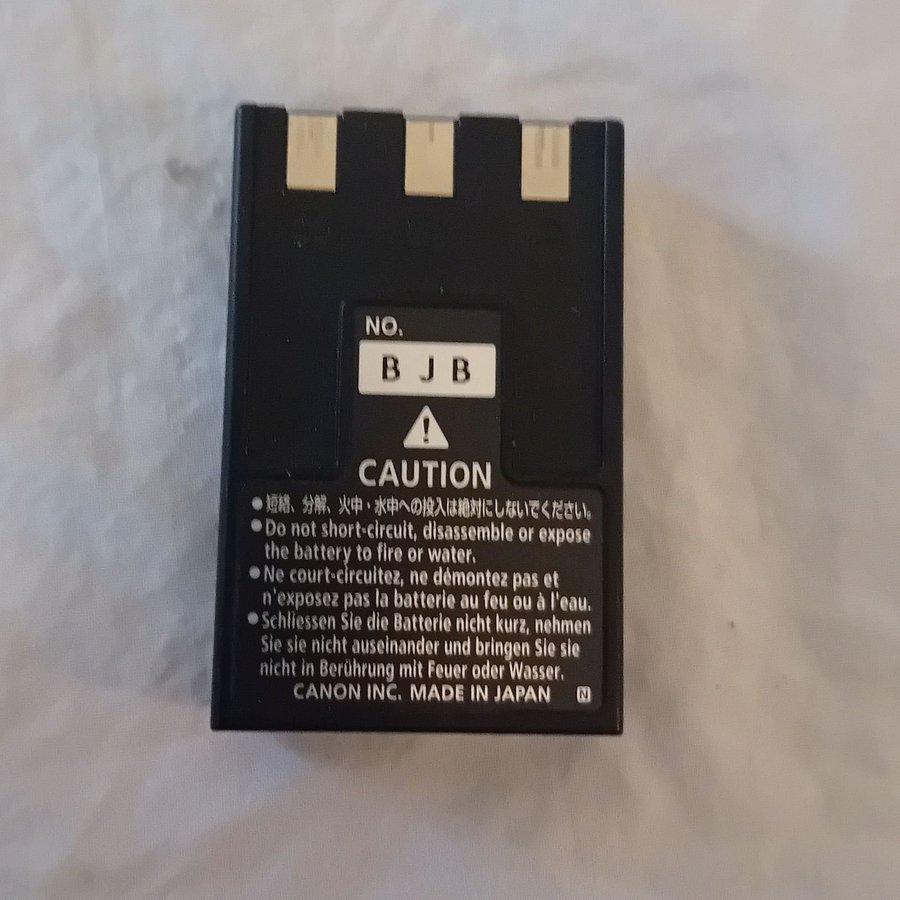 NO.
B J B
CAUTION
● 短絡、分解、火中・水中への投入は絶対にしないでください。
● Do not short-circuit, disassemble or expose
the battery to fire or water.
● Ne court-circuitez, ne démontez pas et
n'exposez pas la batterie au feu ou à l'eau.
● Schliessen Sie die Batterie nicht kurz, nehmen
Sie sie nicht auseinander und bringen Sie sie
nicht in Berührung mit Feuer oder Wasser.
CANON INC. MADE IN JAPAN N